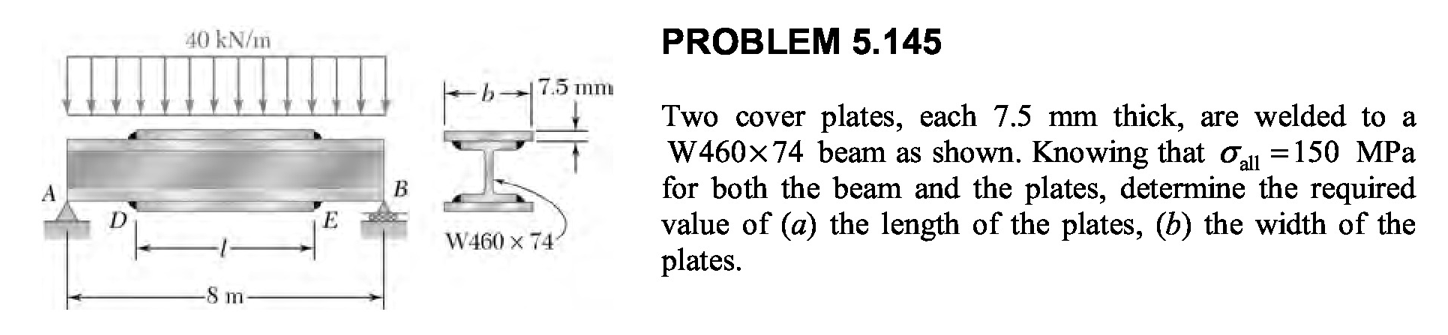 40 kN/m
b
7.5 mm
A
B
D
E
l
W460 × 74
8 m
PROBLEM 5.145
Two cover plates, each 7.5 mm thick, are welded to a
W460×74 beam as shown. Knowing that σall =150 MPa
for both the beam and the plates, determine the required
value of (a) the length of the plates, (b) the width of the
plates.